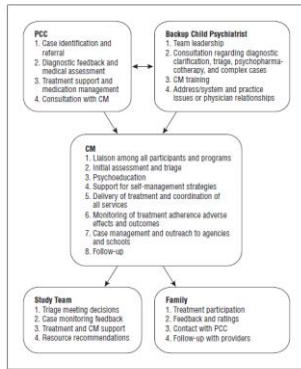 PCC
1. Case identification and
referral
2. Diagnostic feedback and
medical assessment
3. Treatment support and
medication management
4. Consultation with CM
Backup Child Psychiatrist
1. Team leadership
2. Consultation regarding diagnostic
clarification, triage, psychopharma-
cotherapy, and complex cases
3. CM training
4. Address/system and practice
issues or physician relationships
CM
1. Liaison among all participants and programs
2. Initial assessment and triage
3. Psychoeducation
4. Support for self-management strategies
5. Delivery of treatment and coordination of
all services
6. Monitoring of treatment adherence adverse
effects and outcomes
7. Case management and outreach to agencies
and schools
8. Follow-up
Study Team
1. Triage meeting decisions
2. Case monitoring feedback
3. Treatment and CM support
4. Resource recommendations
Family
1. Treatment participation
2. Feedback and ratings
3. Contact with PCC
4. Follow-up with providers